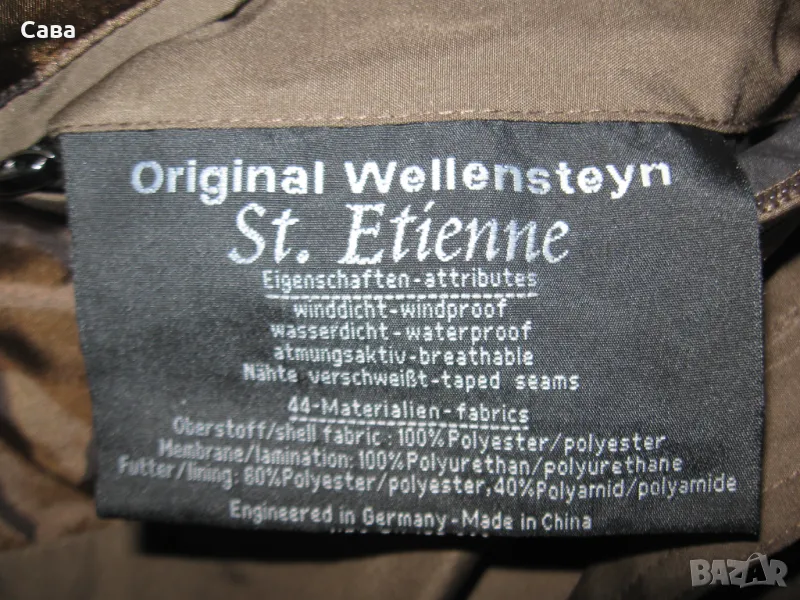 Сава
Original Wellensteyn
St. Etienne
Eigenschaften-attributes
winddicht-windproof
wasserdicht-waterproof
atmungsaktiv-breathable
Nähte verschweißt-taped seams
44-Materialien-fabrics
Oberstoff/shell fabric: 100%Polyester/polyester
Membrane/lamination: 100%Polyurethan/polyurethane
Futter/lining: 60%Polyester/polyester, 40%Polyamid/polyamide
Engineered in Germany-Made in China
BAZAR